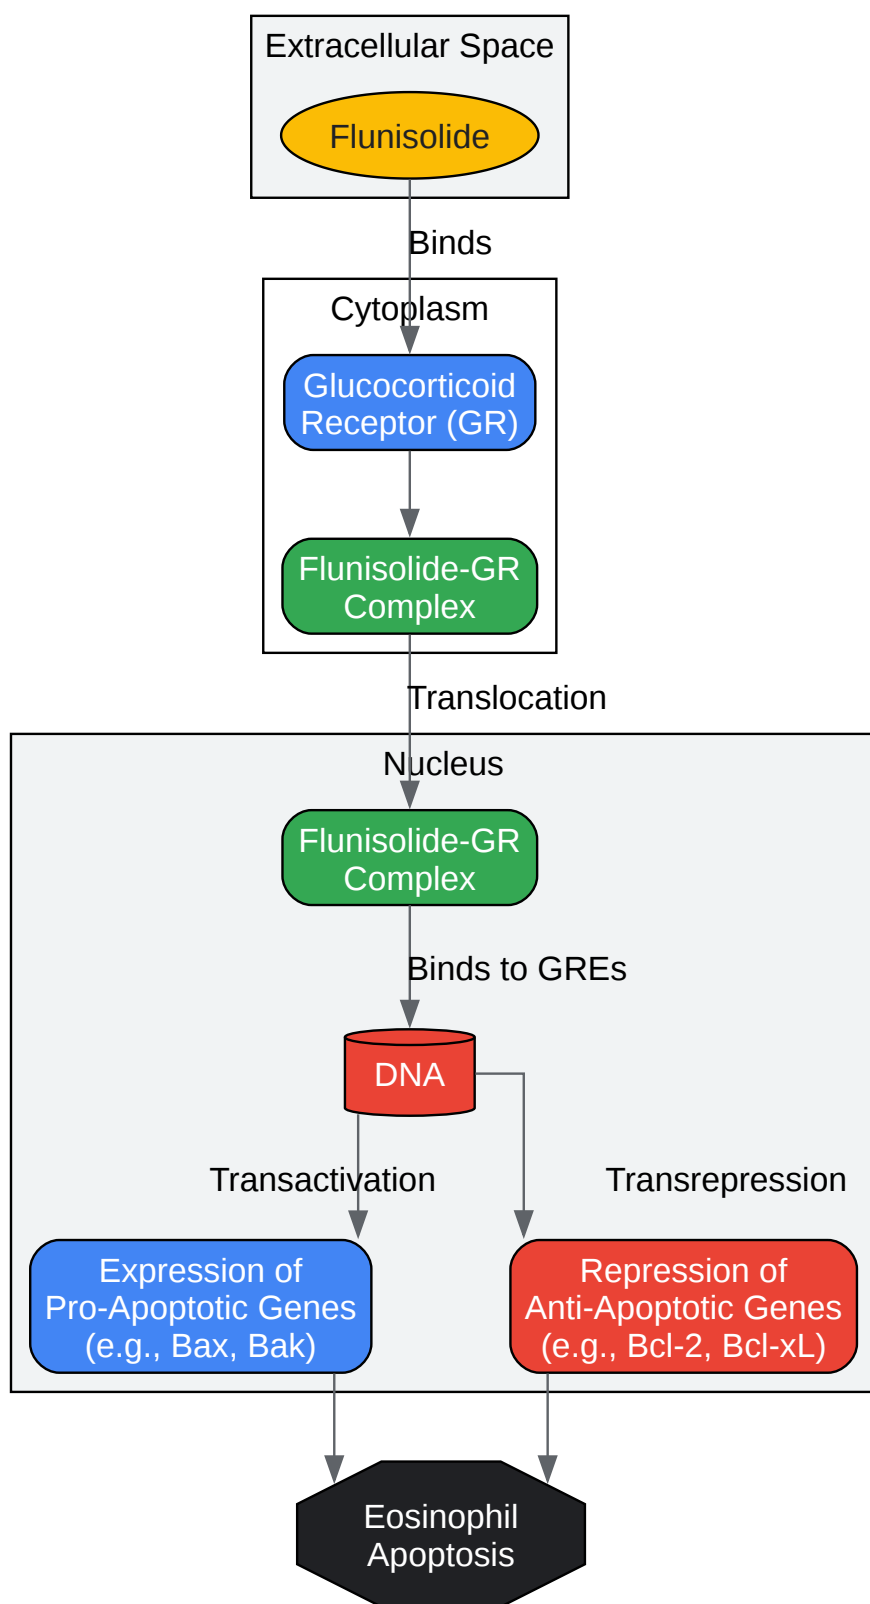 Extracellular Space
Flunisolide
Binds
Cytoplasm
Glucocorticoid
Receptor (GR)
Flunisolide-GR
Complex
Translocation
Nucleus
Flunisolide-GR
Complex
Binds to GREs
DNA
Transactivation
Transrepression
Expression of
Pro-Apoptotic Genes
(e.g., Bax, Bak)
Repression of
Anti-Apoptotic Genes
(e.g., Bcl-2, Bcl-xL)
Eosinophil
Apoptosis